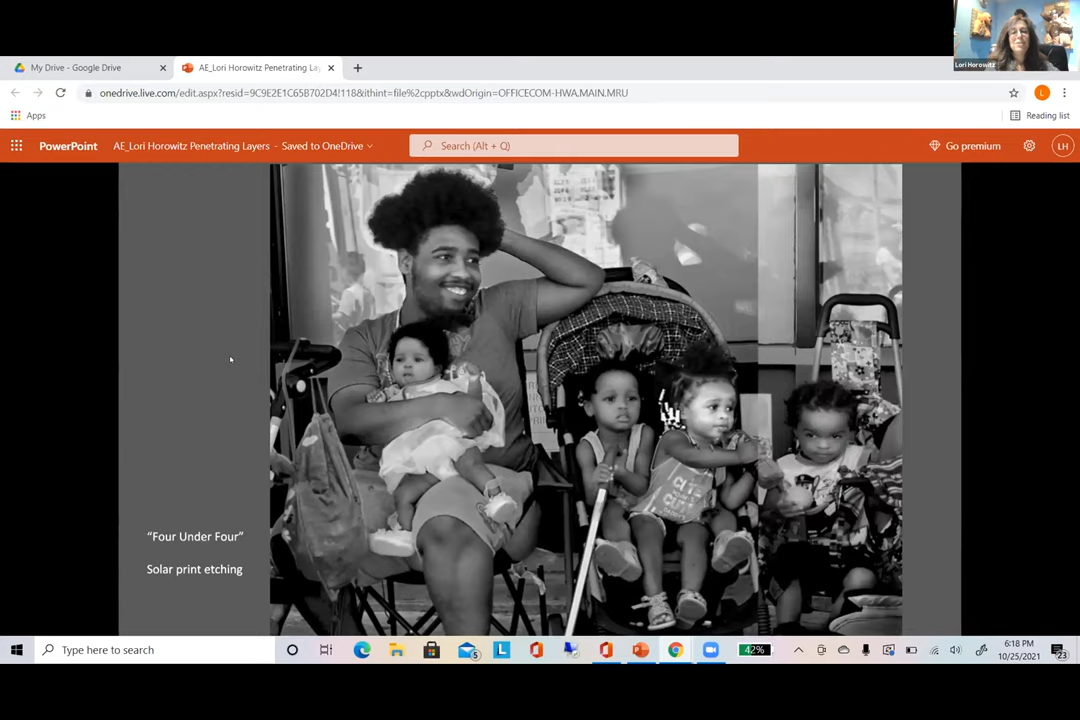 Lori Horowitz
My Drive - Google Drive
AE_Lori Horowitz Penetrating Lay
onedrive.live.com/edit.aspx?resid=9C9E2E1C65B702D4!118&ithint=file%2cpptx&wdOrigin=OFFICECOM-HWA.MAIN.MRU
L
Apps
Reading list
PowerPoint
AE_Lori Horowitz Penetrating Layers - Saved to OneDrive
Search (Alt + Q)
Go premium
LH
"Four Under Four"
Solar print etching
Type here to search
5
L
42%
6:18 PM
10/25/2021
23